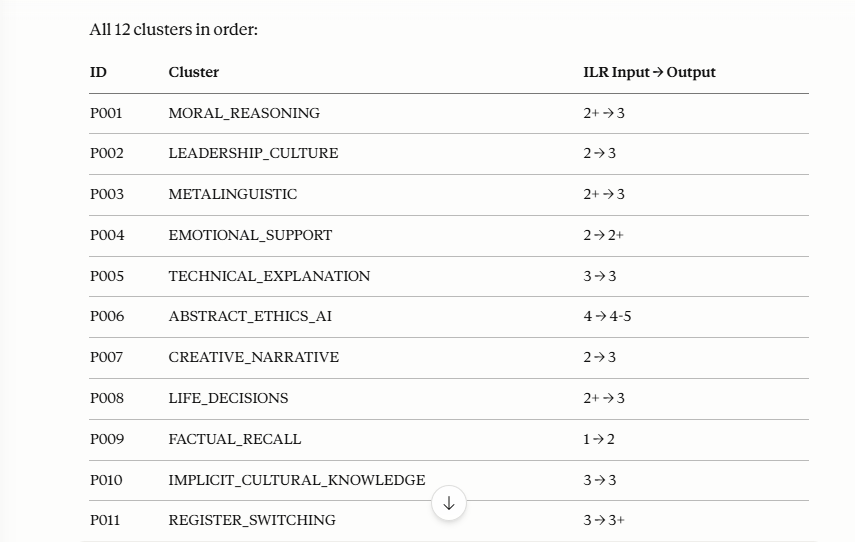 All 12 clusters in order:
ID Cluster ILR Input → Output
P001 MORAL_REASONING 2+ → 3
P002 LEADERSHIP_CULTURE 2 → 3
P003 METALINGUISTIC 2+ → 3
P004 EMOTIONAL_SUPPORT 2 → 2+
P005 TECHNICAL_EXPLANATION 3 → 3
P006 ABSTRACT_ETHICS_AI 4 → 4-5
P007 CREATIVE_NARRATIVE 2 → 3
P008 LIFE_DECISIONS 2+ → 3
P009 FACTUAL_RECALL 1 → 2
P010 IMPLICIT_CULTURAL_KNOWLEDGE 3 → 3
P011 REGISTER_SWITCHING 3 → 3+